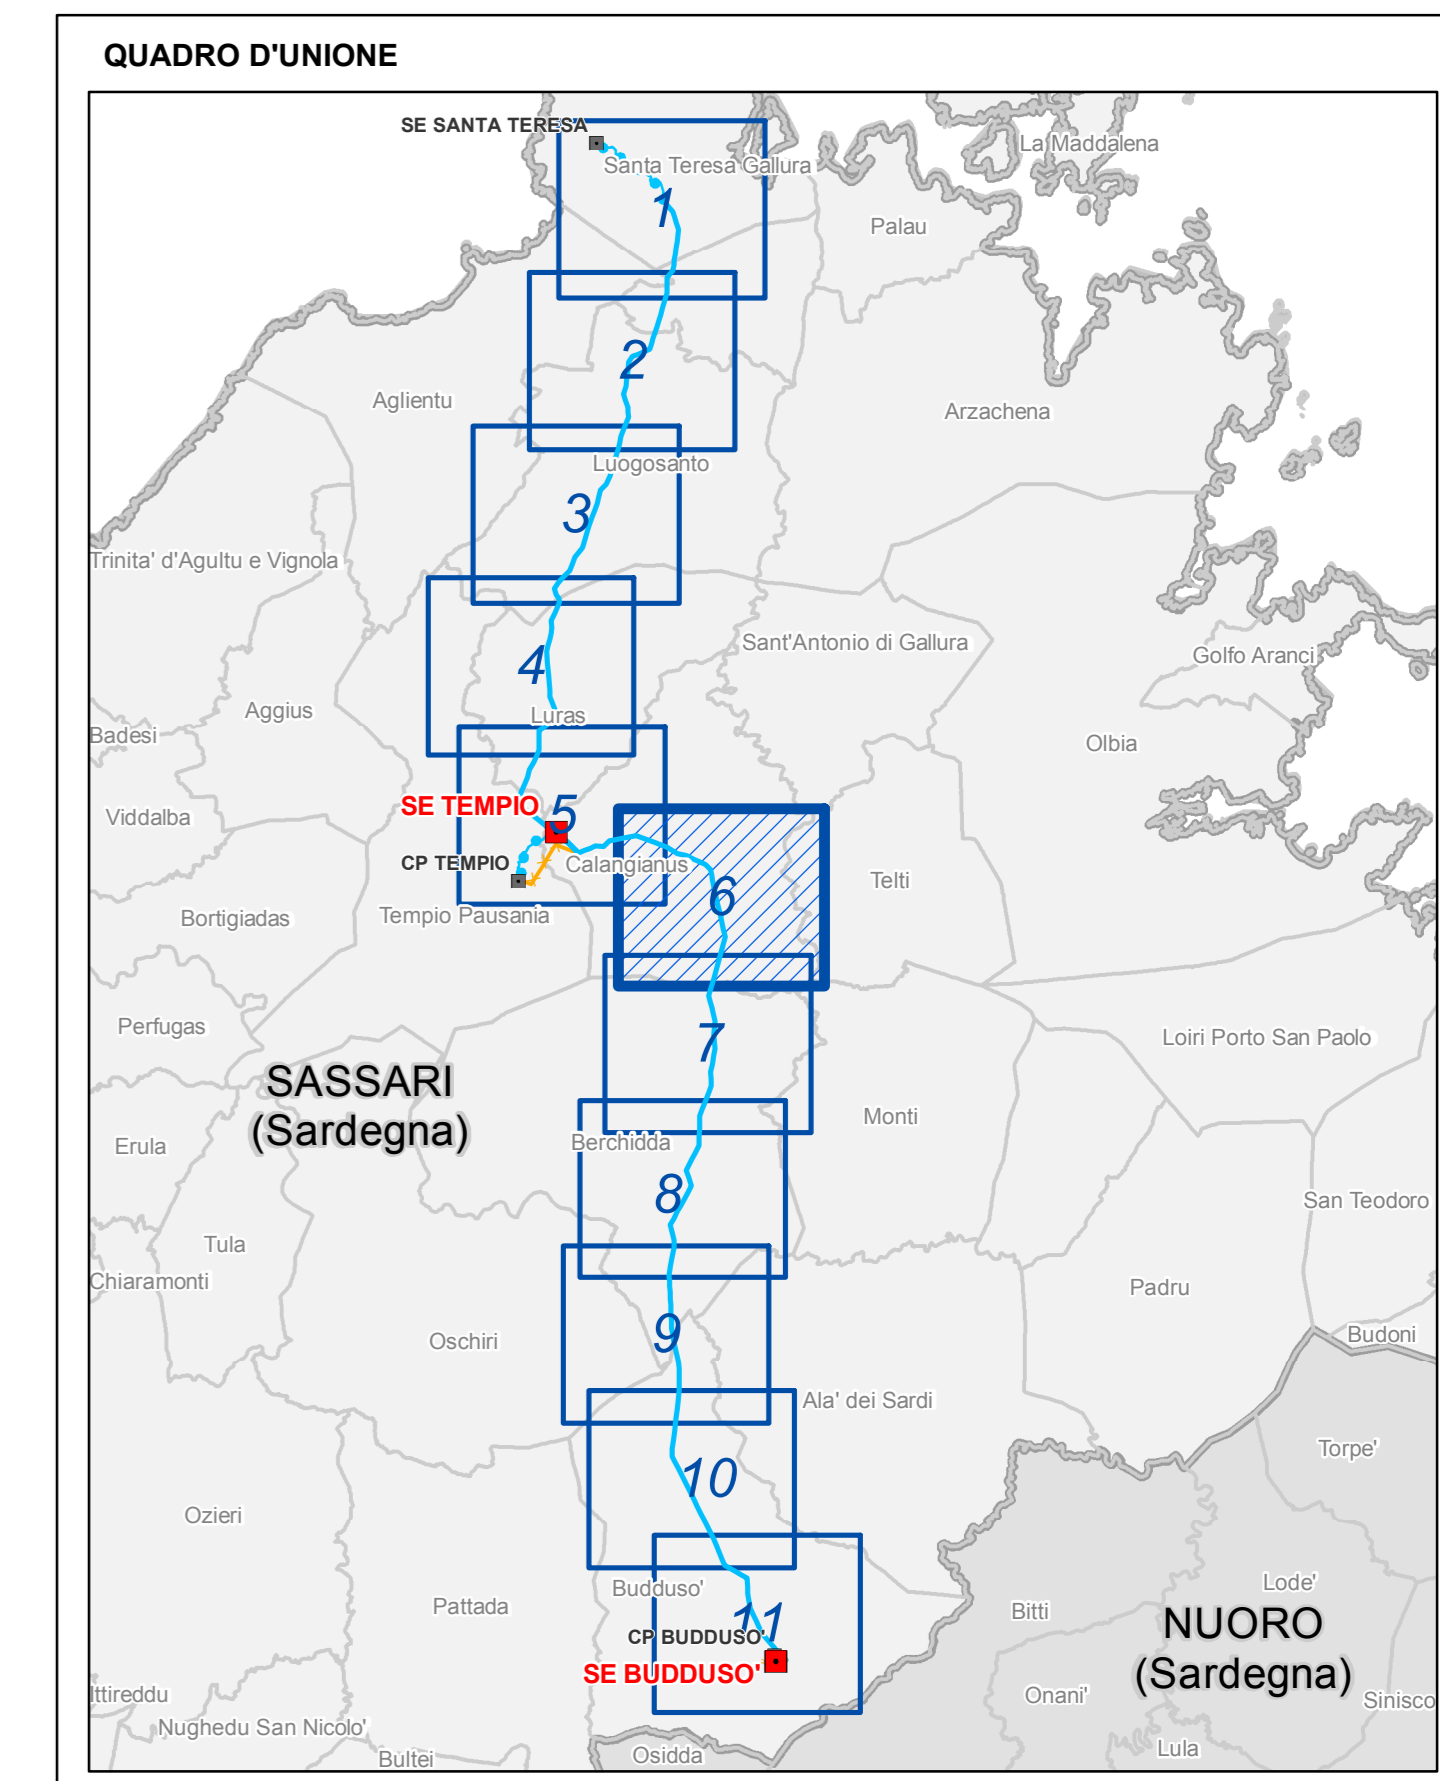 QUADRO D'UNIONE
SE SANTA TERESA
La Maddalena
Santa Teresa Gallura
1
Palau
2
Aglientu
Arzachena
Luogosanto
3
Trinita' d'Agultu e Vignola
Sant'Antonio di Gallura
Golfo Aranci
4
Aggius
Luras
Badesi
Olbia
SE TEMPIO
5
Viddalba
CP TEMPIO
Calangianus
Telti
6
Bortigiadas
Tempio Pausania
Perfugas
Loiri Porto San Paolo
7
SASSARI
(Sardegna)
Monti
Erula
Berchidda
8
San Teodoro
Tula
Chiaramonti
Padru
9
Oschiri
Budoni
Ala' dei Sardi
Torpe'
10
Ozieri
Budduso'
Lode'
Pattada
Bitti
11
NUORO
(Sardegna)
CP BUDDUSO'
SE BUDDUSO'
Ittireddu
Onani'
Sinisco
Nughedu San Nicolo'
Bultei
Osidda
Lula